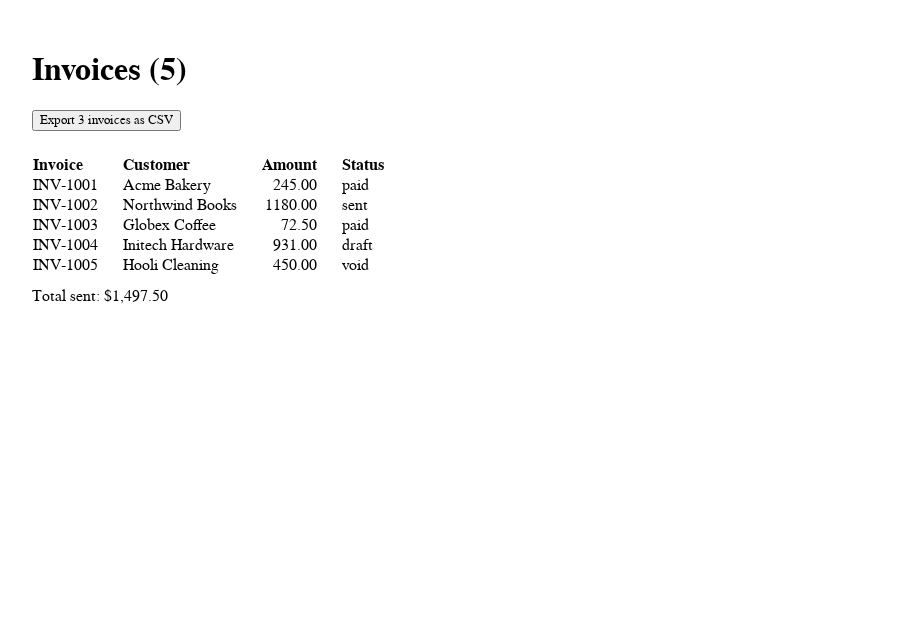 Invoices (5)
Export 3 invoices as CSV
Invoice Customer Amount Status
INV-1001 Acme Bakery 245.00 paid
INV-1002 Northwind Books 1180.00 sent
INV-1003 Globex Coffee 72.50 paid
INV-1004 Initech Hardware 931.00 draft
INV-1005 Hooli Cleaning 450.00 void
Total sent: $1,497.50